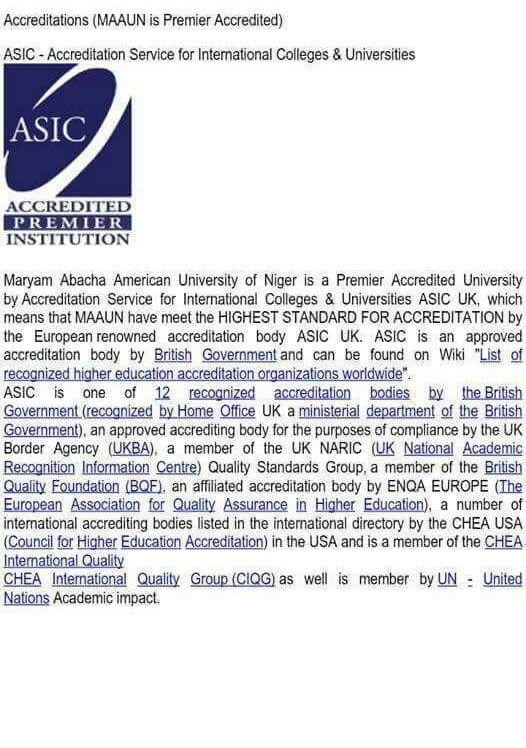 Accreditations (MAAUN is Premier Accredited)
ASIC - Accreditation Service for International Colleges & Universities
ASIC
ACCREDITED
PREMIER
INSTITUTION
Maryam Abacha American University of Niger is a Premier Accredited University
by Accreditation Service for International Colleges & Universities ASIC UK, which
means that MAAUN have meet the HIGHEST STANDARD FOR ACCREDITATION by
the European renowned accreditation body ASIC UK. ASIC is an approved
accreditation body by British Government and can be found on Wiki "List of
recognized higher education accreditation organizations worldwide".
ASIC is one of 12 recognized accreditation bodies by the British
Government (recognized by Home Office UK a ministerial department of the British
Government), an approved accrediting body for the purposes of compliance by the UK
Border Agency (UKBA), a member of the UK NARIC (UK National Academic
Recognition Information Centre) Quality Standards Group, a member of the British
Quality Foundation (BQF), an affiliated accreditation body by ENQA EUROPE (The
European Association for Quality Assurance in Higher Education), a number of
international accrediting bodies listed in the international directory by the CHEA USA
(Council for Higher Education Accreditation) in the USA and is a member of the CHEA
International Quality
CHEA International Quality Group (CIQG) as well is member by UN - United
Nations Academic impact.